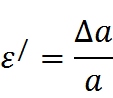 ε/ = Δa/a